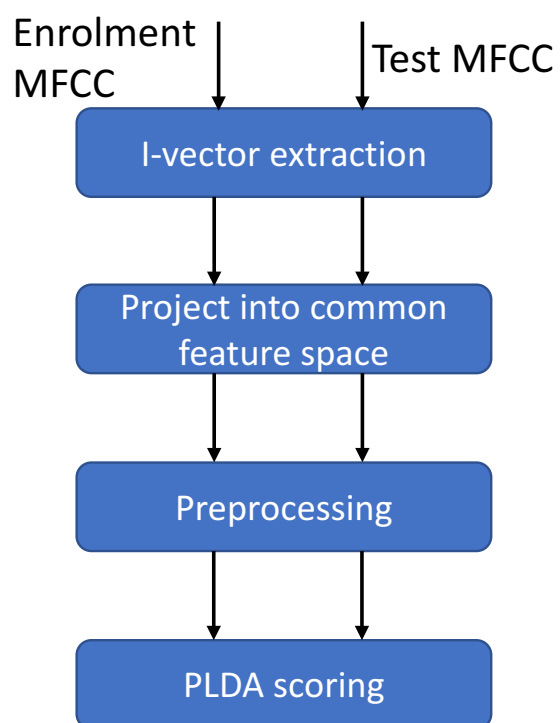 Enrolment
MFCC
Test MFCC
I-vector extraction
Project into common
feature space
Preprocessing
PLDA scoring